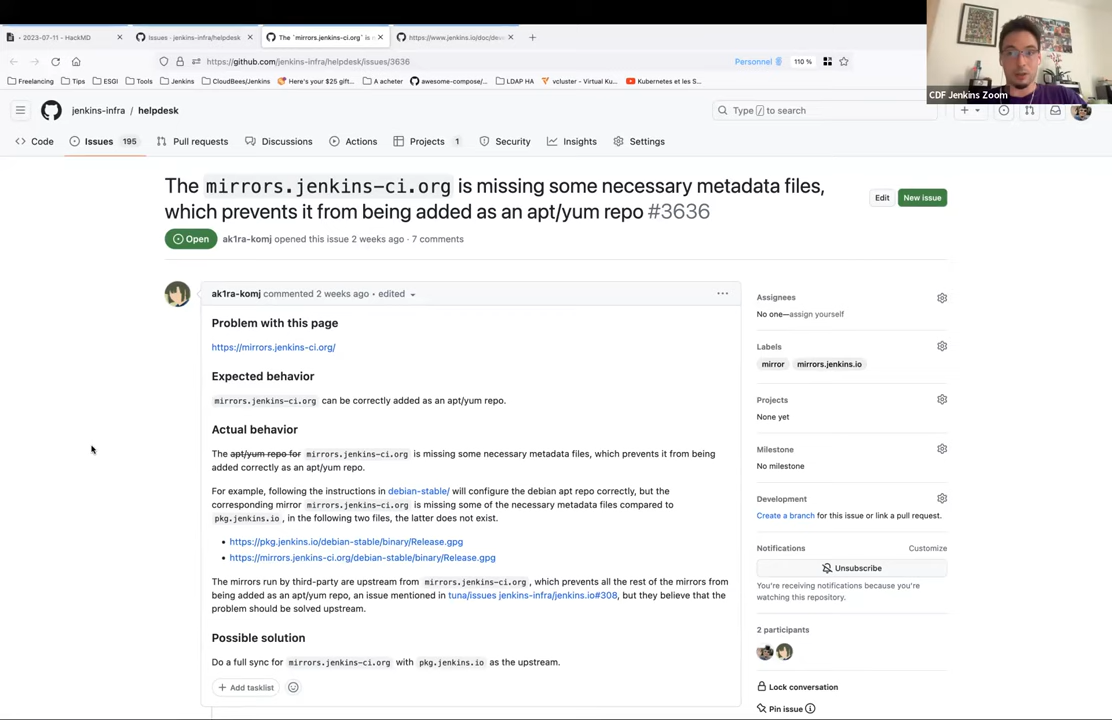 2023-07-11 - HackMD
Issues · jenkins-infra/helpdesk
The `mirrors.jenkins-ci.org` is
https://www.jenkins.io/doc/
https://github.com/jenkins-infra/helpdesk/issues/3636
Personnel
110 %
Freelancing
Tips
ESGI
Tools
Jenkins
CloudBees/Jenkins
Here's your $25 gift...
A acheter
awesome-compose/...
LDAP HA
vcluster - Virtual Ku...
Kubernetes et les S...
CDF Jenkins Zoom
jenkins-infra / helpdesk
Type / to search
Code
Issues 195
Pull requests
Discussions
Actions
Projects 1
Security
Insights
Settings
The mirrors.jenkins-ci.org is missing some necessary metadata files,
which prevents it from being added as an apt/yum repo #3636
Edit
New issue
Open
ak1ra-komj opened this issue 2 weeks ago · 7 comments
ak1ra-komj commented 2 weeks ago • edited
Problem with this page
https://mirrors.jenkins-ci.org/
Expected behavior
mirrors.jenkins-ci.org can be correctly added as an apt/yum repo.
Actual behavior
The apt/yum repo for mirrors.jenkins-ci.org is missing some necessary metadata files, which prevents it from being
added correctly as an apt/yum repo.
For example, following the instructions in debian-stable/ will configure the debian apt repo correctly, but the
corresponding mirror mirrors.jenkins-ci.org is missing some of the necessary metadata files compared to
pkg.jenkins.io , in the following two files, the latter does not exist.
• https://pkg.jenkins.io/debian-stable/binary/Release.gpg
• https://mirrors.jenkins-ci.org/debian-stable/binary/Release.gpg
The mirrors run by third-party are upstream from mirrors.jenkins-ci.org , which prevents all the rest of the mirrors from
being added as an apt/yum repo, an issue mentioned in tuna/issues jenkins-infra/jenkins.io#308, but they believe that the
problem should be solved upstream.
Possible solution
Do a full sync for mirrors.jenkins-ci.org with pkg.jenkins.io as the upstream.
Add tasklist
Assignees
No one—assign yourself
Labels
mirror
mirrors.jenkins.io
Projects
None yet
Milestone
No milestone
Development
Create a branch for this issue or link a pull request.
Notifications
Customize
Unsubscribe
You're receiving notifications because you're
watching this repository.
2 participants
Lock conversation
Pin issue